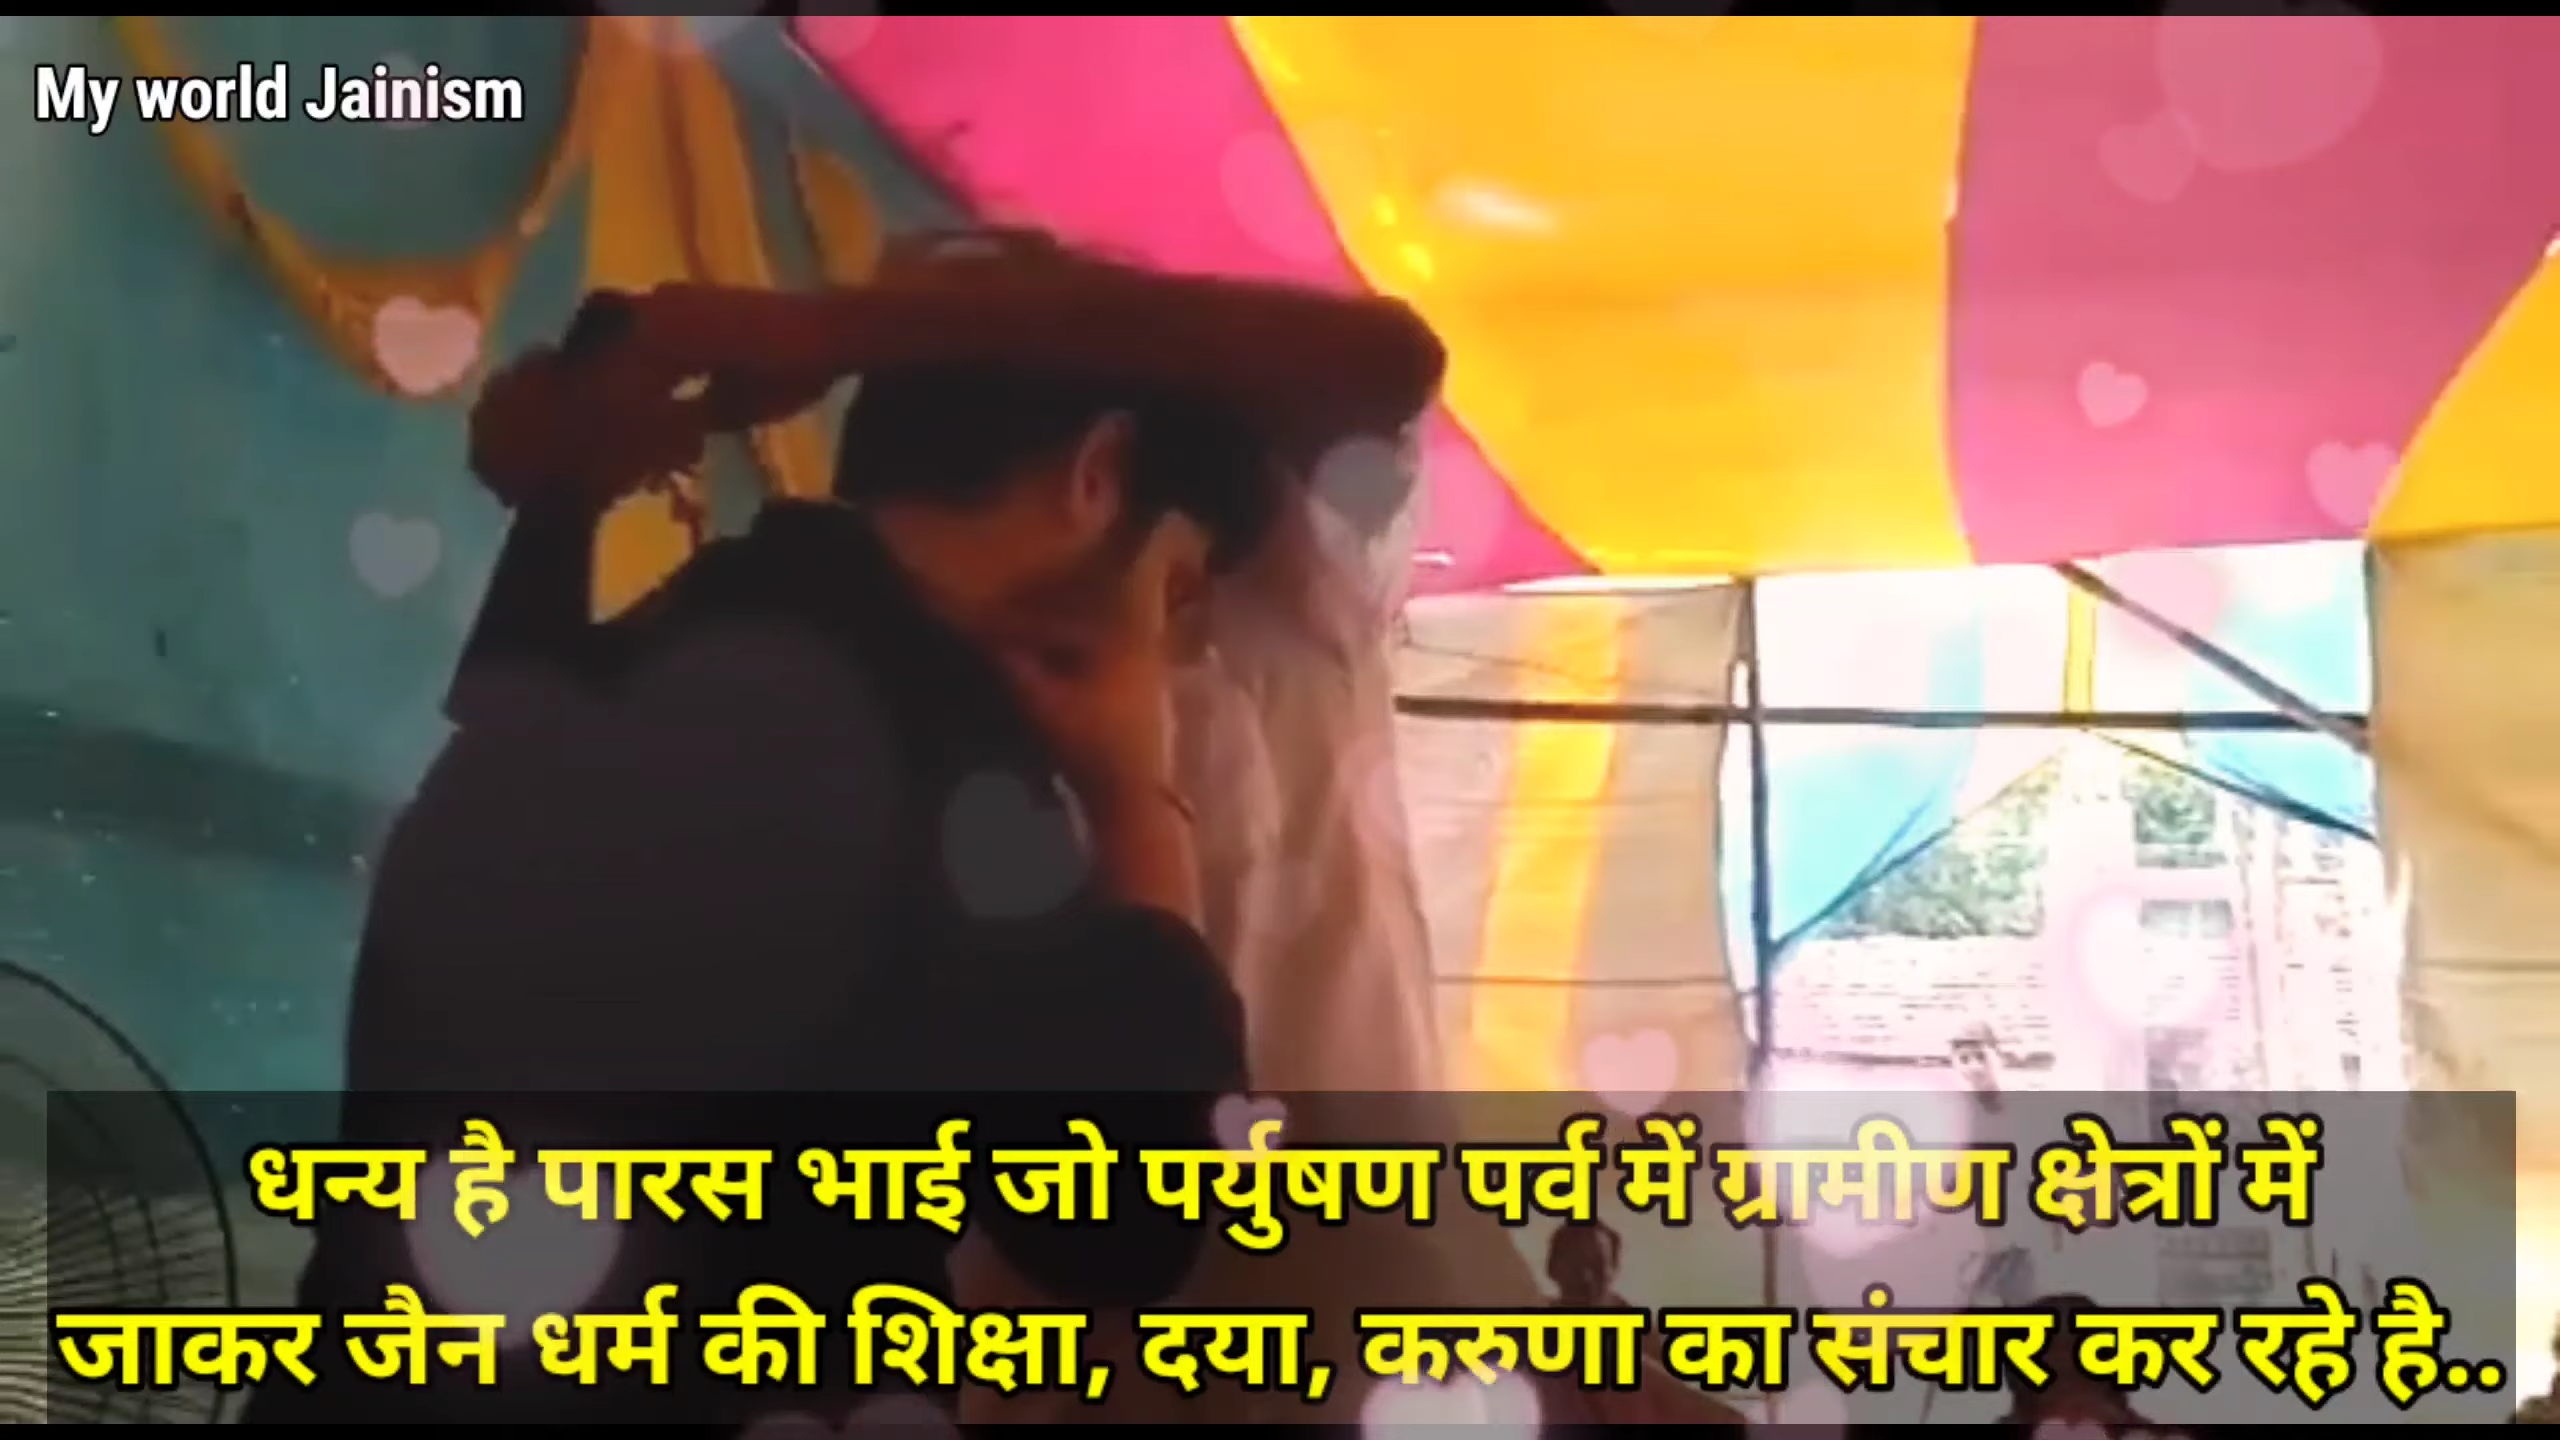 My world Jainism
धन्य है पारस भाई जो पर्युषण पर्व में ग्रामीण क्षेत्रों में
जाकर जैन धर्म की शिक्षा, दया, करुणा का संचार कर रहे है..